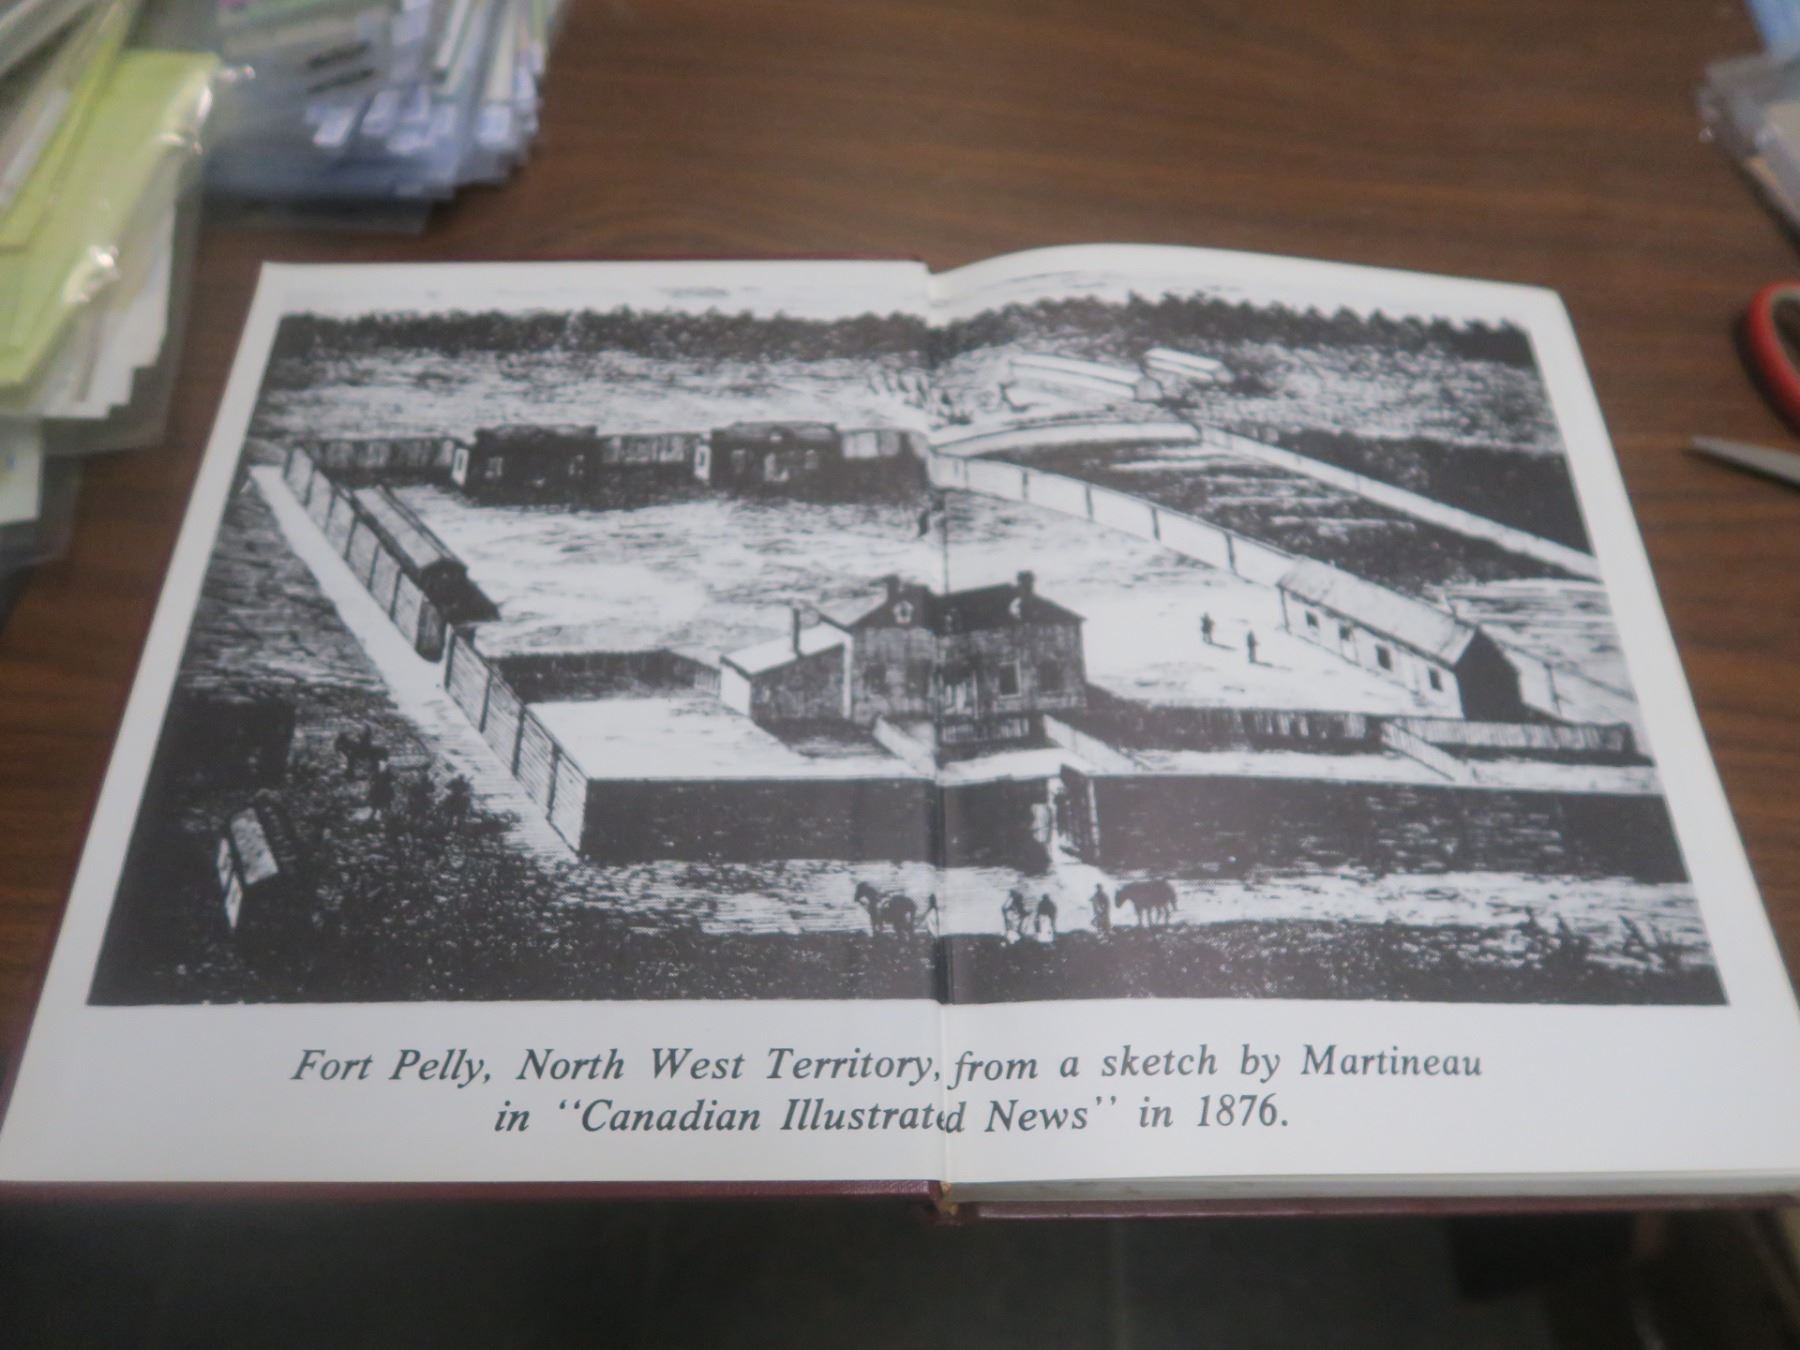 Fort Pelly, North West Territory, from a sketch by Martineau
in “Canadian Illustrated News” in 1876.